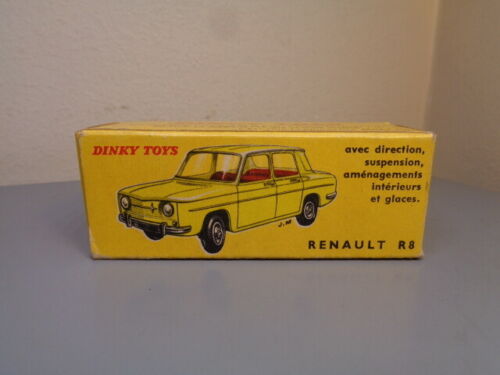 DINKY TOYS
avec direction,
suspension,
aménagements
intérieurs
et glaces.
J.M
RENAULT R8